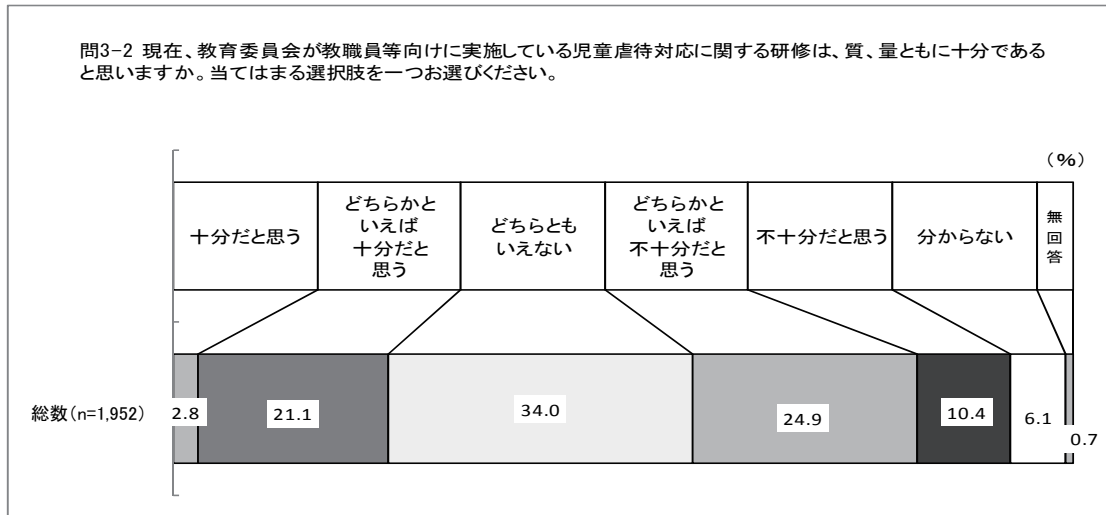 問3-2 現在、教育委員会が教職員等向けに実施している児童虐待対応に関する研修は、質、量ともに十分である
と思いますか。当てはまる選択肢を一つお選びください。
（％）
十分だと思う
どちらかと
いえば
十分だと
思う
どちらとも
いえない
どちらかと
いえば
不十分だと
思う
不十分だと思う
分からない
無
回
答
総数(n=1,952)
2.8
21.1
34.0
24.9
10.4
6.1
0.7